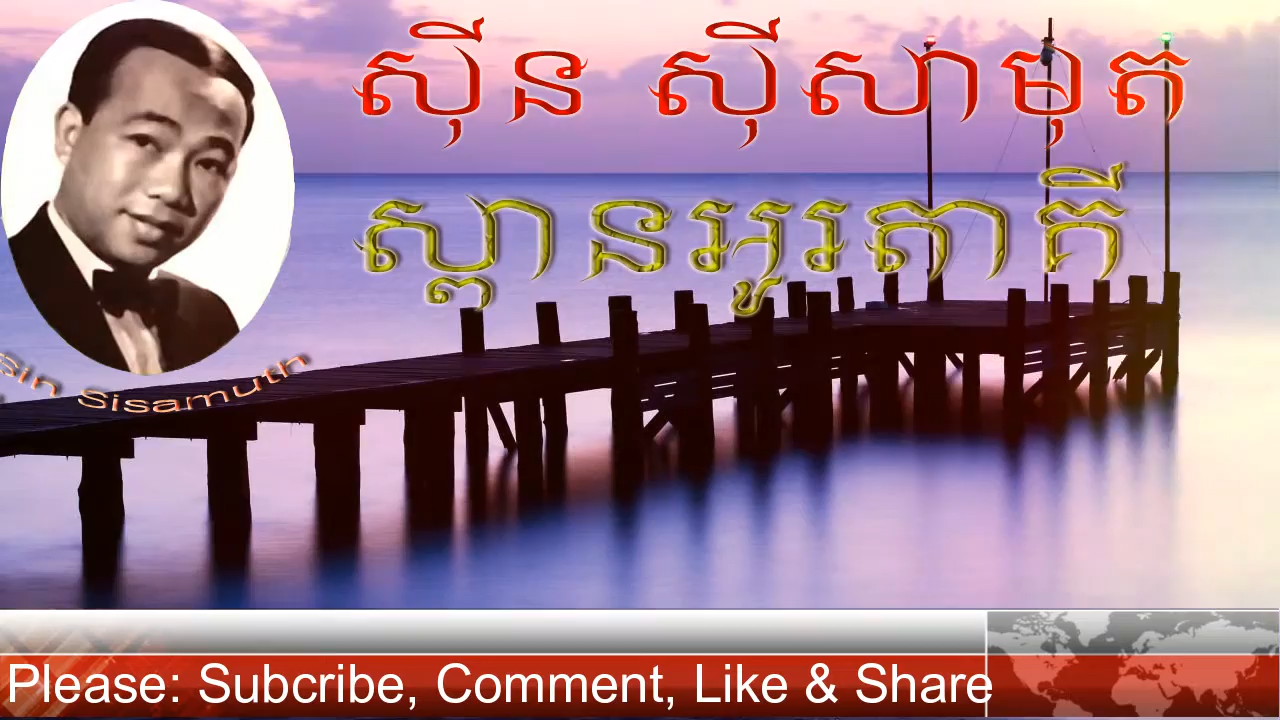 ស៊ីន ស៊ីសាមុត
ស្ពានអូរតាគី
Sin Sisamuth
Please: Subcribe, Comment, Like & Share